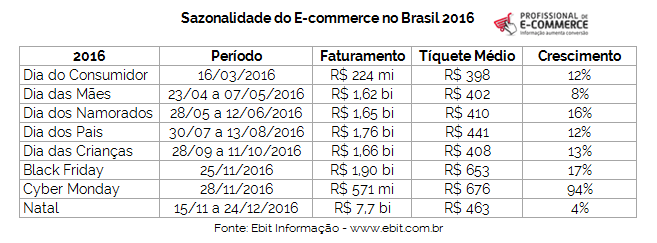 Sazonalidade do E-commerce no Brasil 2016
PROFISSIONAL DE
E-COMMERCE
Informação aumenta conversão
2016 Período Faturamento Tíquete Médio Crescimento
Dia do Consumidor 16/03/2016 R$ 224 mi R$ 398 12%
Dia das Mães 23/04 a 07/05/2016 R$ 1,62 bi R$ 402 8%
Dia dos Namorados 28/05 a 12/06/2016 R$ 1,65 bi R$ 410 16%
Dia dos Pais 30/07 a 13/08/2016 R$ 1,76 bi R$ 441 12%
Dia das Crianças 28/09 a 11/10/2016 R$ 1,66 bi R$ 408 13%
Black Friday 25/11/2016 R$ 1,90 bi R$ 653 17%
Cyber Monday 28/11/2016 R$ 571 mi R$ 676 94%
Natal 15/11 a 24/12/2016 R$ 7,7 bi R$ 463 4%
Fonte: Ebit Informação - www.ebit.com.br